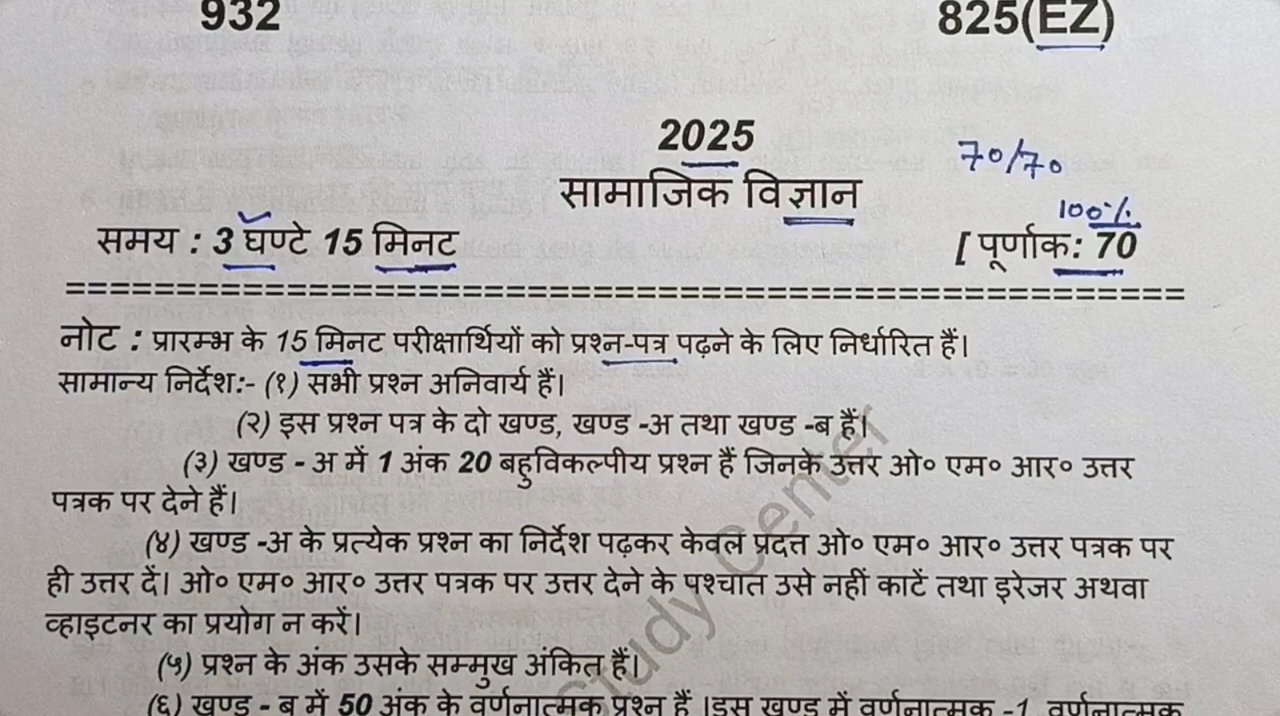 932 825(EZ)
2025
70/70
सामाजिक विज्ञान
100%
समय : 3 घण्टे 15 मिनट [ पूर्णाक: 70
नोट : प्रारम्भ के 15 मिनट परीक्षार्थियों को प्रश्न-पत्र पढ़ने के लिए निर्धारित हैं।
सामान्य निर्देश:- (१) सभी प्रश्न अनिवार्य हैं।
(२) इस प्रश्न पत्र के दो खण्ड, खण्ड -अ तथा खण्ड -ब हैं।
(३) खण्ड - अ में 1 अंक 20 बहुविकल्पीय प्रश्न हैं जिनके उत्तर ओ० एम० आर० उत्तर
पत्रक पर देने हैं।
(४) खण्ड -अ के प्रत्येक प्रश्न का निर्देश पढ़कर केवल प्रदत्त ओ० एम० आर० उत्तर पत्रक पर
ही उत्तर दें। ओ० एम० आर० उत्तर पत्रक पर उत्तर देने के पश्चात उसे नहीं काटें तथा इरेजर अथवा
व्हाइटनर का प्रयोग न करें।
(५) प्रश्न के अंक उसके सम्मुख अंकित हैं।
(६) खण्ड - ब में 50 अंक के वर्णनात्मक प्रश्न हैं ।इस खण्ड में वर्णनात्मक -1, वर्णनात्मक
Study Center